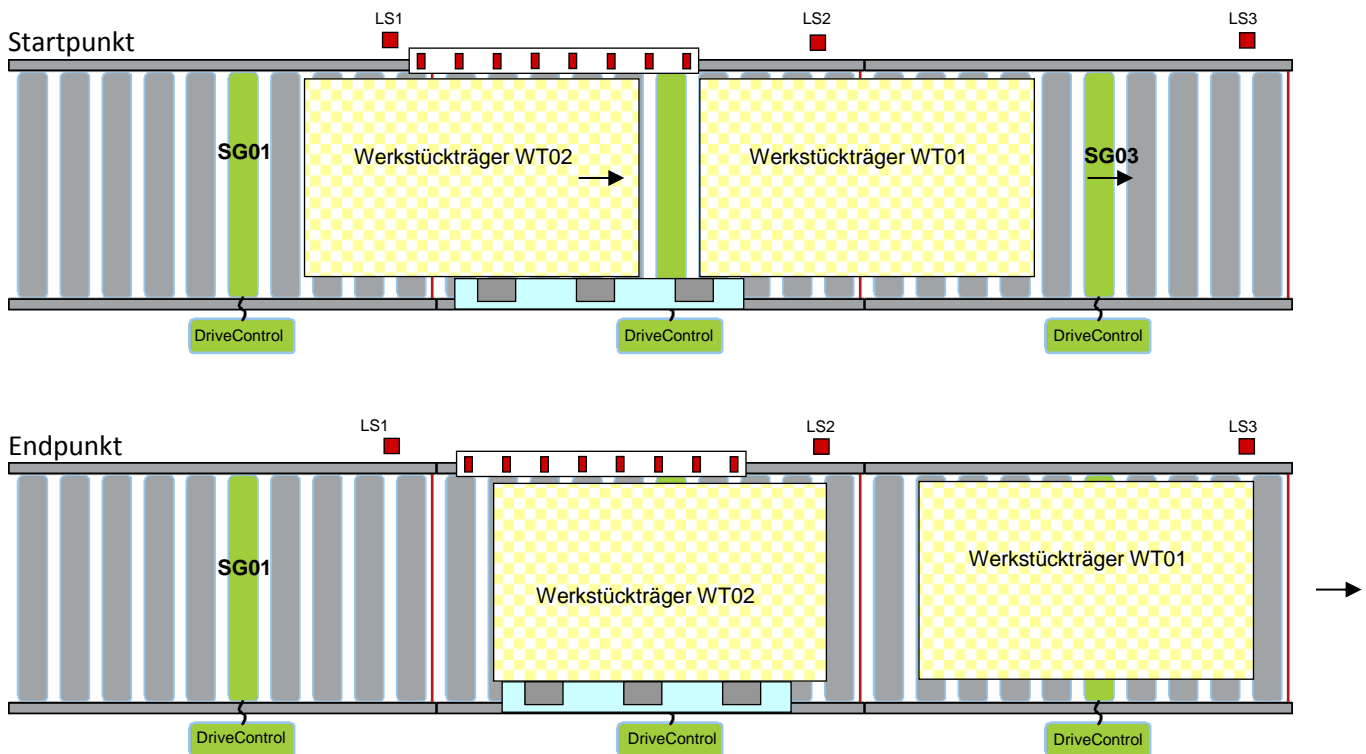 LS1
LS2
LS3
Startpunkt
SG01
Werkstückträger WT02
Werkstückträger WT01
SG03
DriveControl
DriveControl
DriveControl
LS1
LS2
LS3
Endpunkt
SG01
Werkstückträger WT02
Werkstückträger WT01
DriveControl
DriveControl
DriveControl